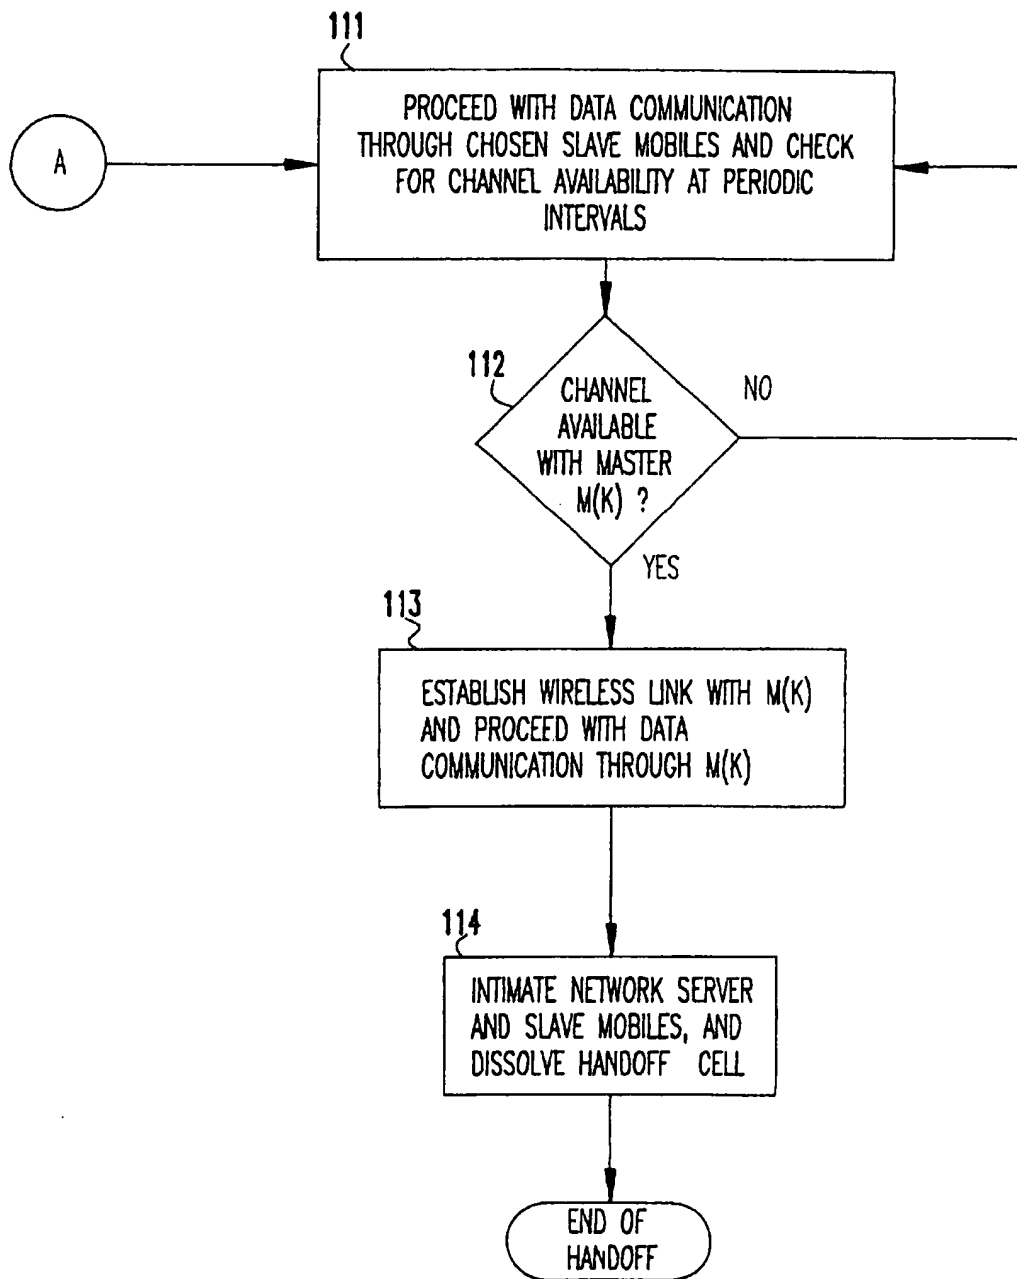 111
A
PROCEED WITH DATA COMMUNICATION
THROUGH CHOSEN SLAVE MOBILES AND CHECK
FOR CHANNEL AVAILABILITY AT PERIODIC
INTERVALS
112
CHANNEL
AVAILABLE
WITH MASTER
M(K) ?
NO
YES
113
ESTABLISH WIRELESS LINK WITH M(K)
AND PROCEED WITH DATA
COMMUNICATION THROUGH M(K)
114
INTIMATE NETWORK SERVER
AND SLAVE MOBILES, AND
DISSOLVE HANDOFF CELL
END OF
HANDOFF